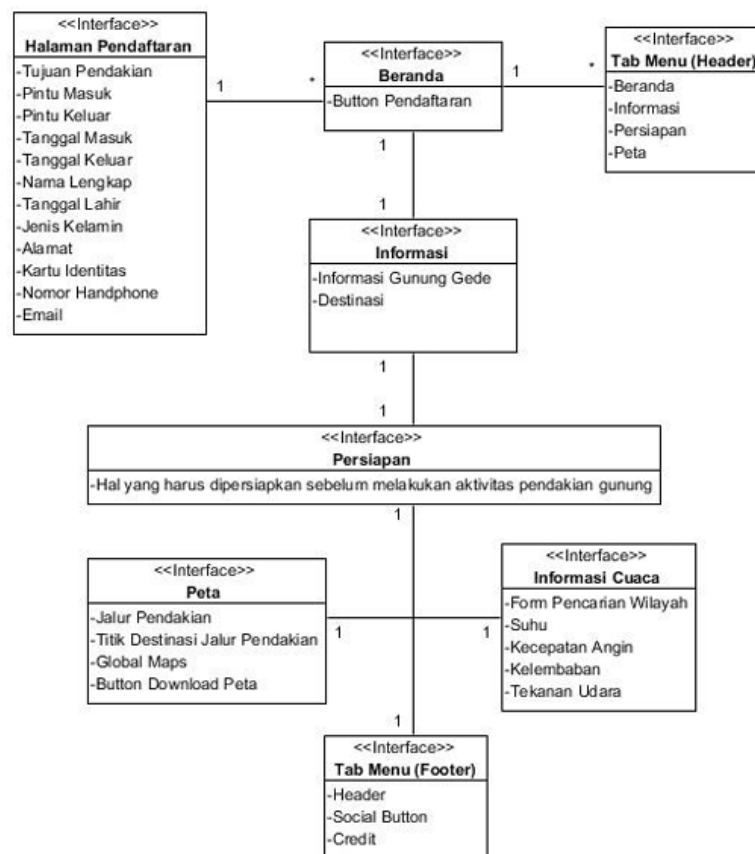 <<Interface>>
Halaman Pendaftaran
-Tujuan Pendakian
-Pintu Masuk
-Pintu Keluar
-Tanggal Masuk
-Tanggal Keluar
-Nama Lengkap
-Tanggal Lahir
-Jenis Kelamin
-Alamat
-Kartu Identitas
-Nomor Handphone
-Email
1
*
<<Interface>>
Beranda
-Button Pendaftaran
1
*
<<Interface>>
Tab Menu (Header)
-Beranda
-Informasi
-Persiapan
-Peta
1
1
<<Interface>>
Informasi
-Informasi Gunung Gede
-Destinasi
1
1
<<Interface>>
Persiapan
-Hal yang harus dipersiapkan sebelum melakukan aktivitas pendakian gunung
1
<<Interface>>
Peta
-Jalur Pendakian
-Titik Destinasi Jalur Pendakian
-Global Maps
-Button Download Peta
1
1
<<Interface>>
Informasi Cuaca
-Form Pencarian Wilayah
-Suhu
-Kecepatan Angin
-Kelembaban
-Tekanan Udara
1
<<Interface>>
Tab Menu (Footer)
-Header
-Social Button
-Credit